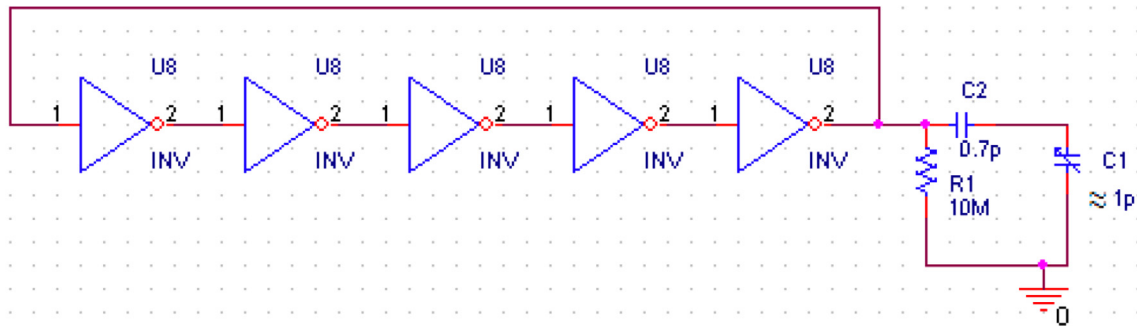 U8 U8 U8 U8 U8
C2
1 2 1 2 1 2 1 2 1 2
INV INV INV INV INV
0.7p
C1
R1
≈ 1p
10M
0